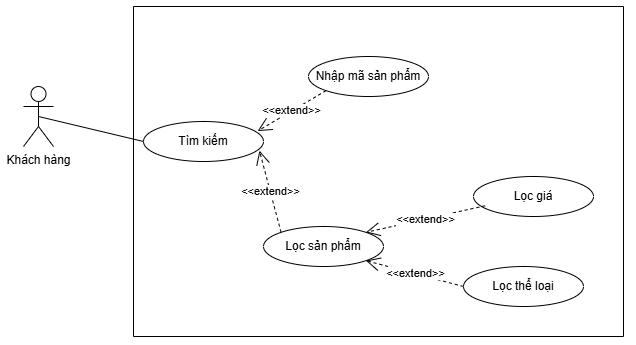 Nhập mã sản phẩm
<<extend>>
Tìm kiếm
Khách hàng
<<extend>>
Lọc giá
<<extend>>
Lọc sản phẩm
<<extend>>
Lọc thể loại